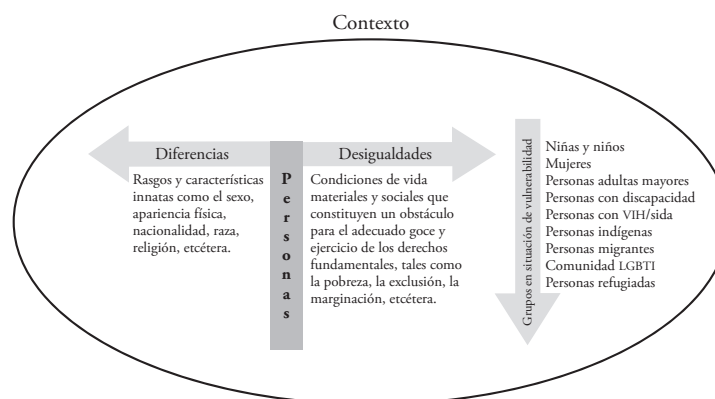 Contexto
Diferencias
Rasgos y características
innatas como el sexo,
apariencia física,
nacionalidad, raza,
religión, etcétera.
Personas
Desigualdades
Condiciones de vida
materiales y sociales que
constituyen un obstáculo
para el adecuado goce y
ejercicio de los derechos
fundamentales, tales como
la pobreza, la exclusión, la
marginación, etcétera.
Grupos en situación de vulnerabilidad
Niñas y niños
Mujeres
Personas adultas mayores
Personas con discapacidad
Personas con VIH/sida
Personas indígenas
Personas migrantes
Comunidad LGBTI
Personas refugiadas